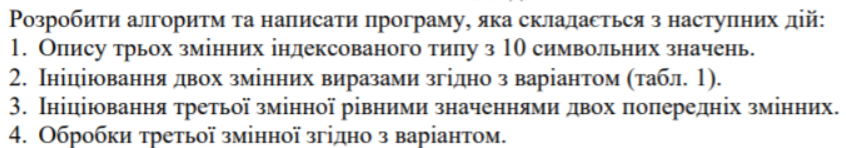 Розробити алгоритм та написати програму, яка складається з наступних дій:
1. Опису трьох змінних індексованого типу з 10 символьних значень.
2. Ініціювання двох змінних виразами згідно з варіантом (табл. 1).
3. Ініціювання третьої змінної рівними значеннями двох попередніх змінних.
4. Обробки третьої змінної згідно з варіантом.